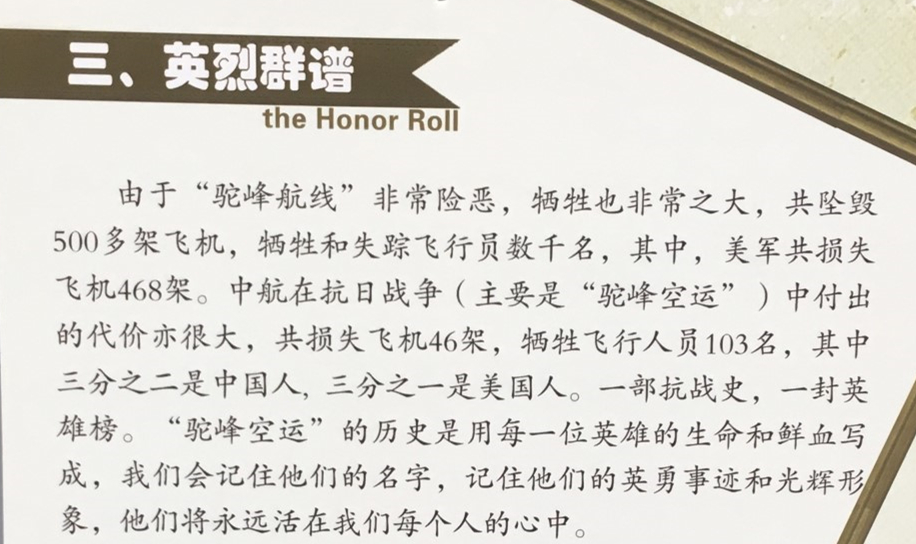 三、英烈群谱
the Honor Roll
由于“驼峰航线”非常险恶，牺牲也非常之大，共坠毁
500多架飞机，牺牲和失踪飞行员数千名，其中，美军共损失
飞机468架。中航在抗日战争（主要是“驼峰空运”）中付出
的代价亦很大，共损失飞机46架，牺牲飞行人员103名，其中
三分之二是中国人，三分之一是美国人。一部抗战史，一封英
雄榜。“驼峰空运”的历史是用每一位英雄的生命和鲜血写
成，我们会记住他们的名字，记住他们的英勇事迹和光辉形
象，他们将永远活在我们每个人的心中。